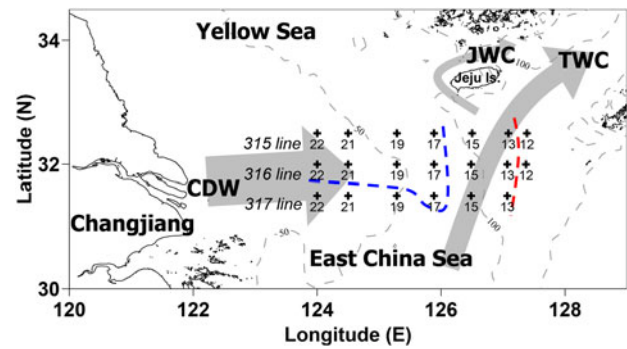 34
Yellow Sea
JWC
TWC
100
Jeju Is.
50
315 line
22 21 19 17 15 13 12
32
316 line
22 21 19 17 15 13 12
CDW
317 line
22 21 19 17 15 13
Changjiang
100
50
East China Sea
30
120 122 124 126 128
Latitude (N)
Longitude (E)